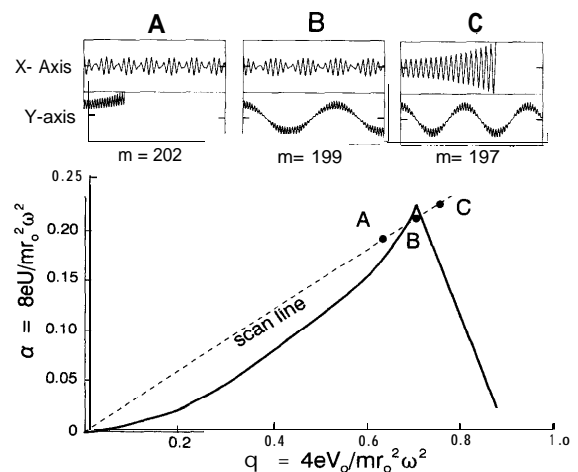 A B C
X- Axis
Y-axis
m = 202 m= 199 m= 197
0.25
0.20
0.15
0.10
0.05
0
α = 8eU/mr₀²ω²
A
B
C
scan line
0.2 0.4 0.6 0.8 1.0
q = 4eV₀/mr₀²ω²